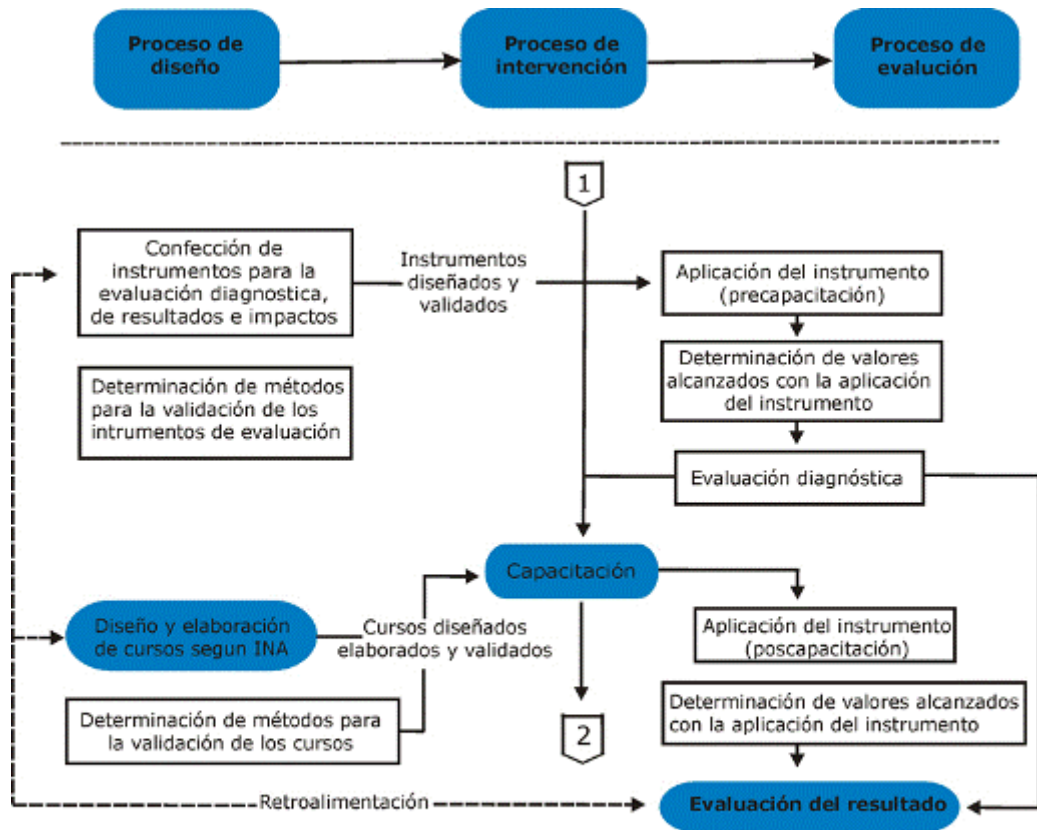 Proceso de
diseño
Proceso de
intervención
Proceso de
evalución
1
Confección de
instrumentos para la
evaluación diagnostica,
de resultados e impactos
Instrumentos
diseñados y
validados
Aplicación del instrumento
(precapacitación)
Determinación de métodos
para la validación de los
intrumentos de evaluación
Determinación de valores
alcanzados con la aplicación
del instrumento
Evaluación diagnóstica
Capacitación
Diseño y elaboración
de cursos segun INA
Cursos diseñados
elaborados y validados
Aplicación del instrumento
(poscapacitación)
Determinación de métodos para
la validación de los cursos
2
Determinación de valores alcanzados
con la aplicación del instrumento
Retroalimentación
Evaluación del resultado